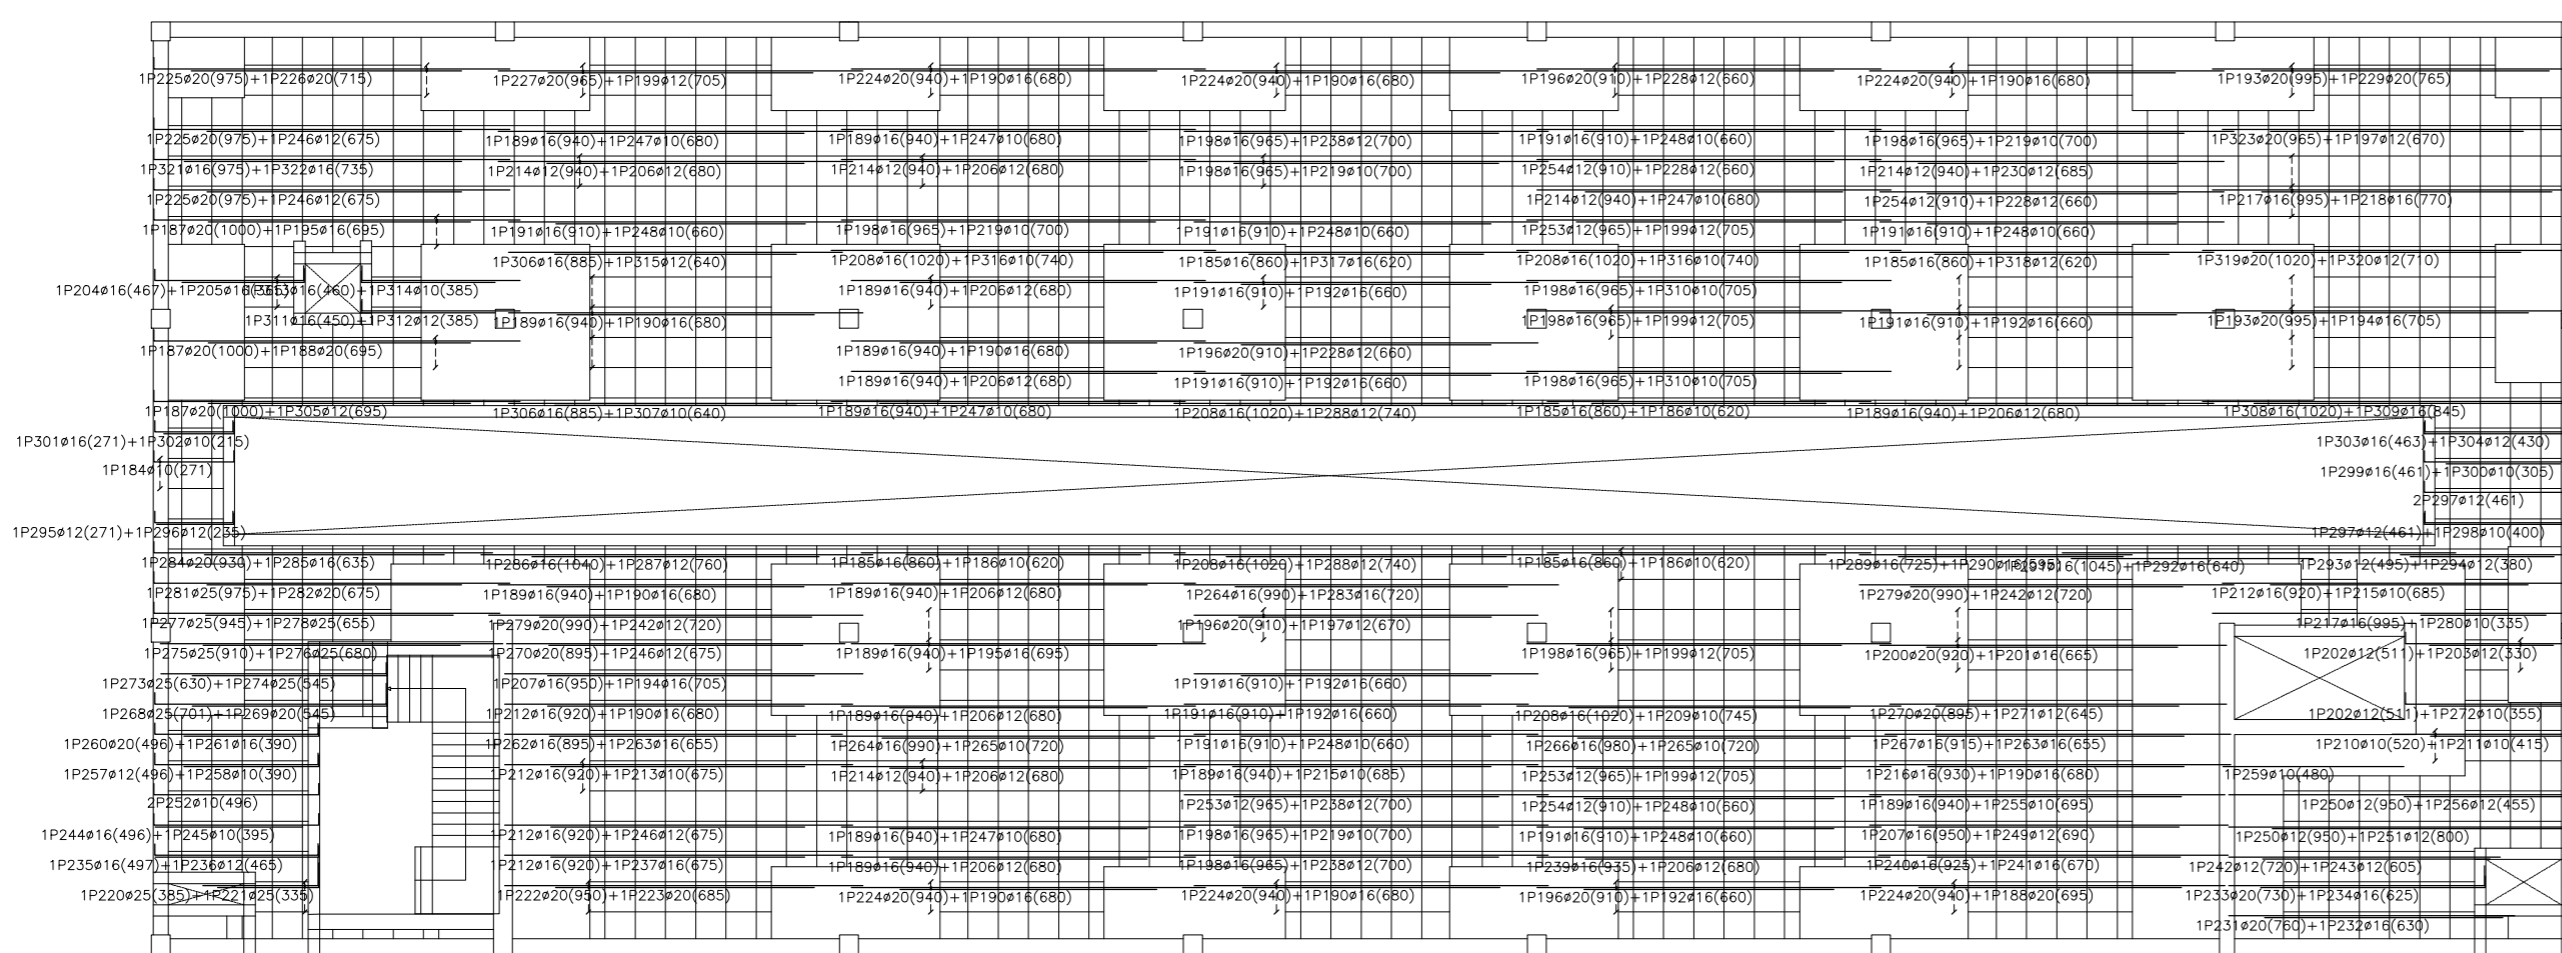 1P225ø20(975)+1P226ø20(715) 1P227ø20(965)+1P199ø12(705) 1P224ø20(940)+1P190ø16(680) 1P224ø20(940)+1P190ø16(680) 1P196ø20(910)+1P228ø12(660) 1P224ø20(940)+1P190ø16(680) 1P193ø20(995)+1P229ø20(765)
1P225ø20(975)+1P246ø12(675) 1P189ø16(940)+1P247ø10(680) 1P189ø16(940)+1P247ø10(680) 1P198ø16(965)+1P238ø12(700) 1P191ø16(910)+1P248ø10(660) 1P198ø16(965)+1P219ø10(700) 1P323ø20(965)+1P197ø12(670)
1P321ø16(975)+1P322ø16(735) 1P214ø12(940)+1P206ø12(680) 1P214ø12(940)+1P206ø12(680) 1P198ø16(965)+1P219ø10(700) 1P254ø12(910)+1P228ø12(660) 1P214ø12(940)+1P230ø12(685)
1P225ø20(975)+1P246ø12(675) 1P214ø12(940)+1P247ø10(680) 1P254ø12(910)+1P228ø12(660) 1P217ø16(995)+1P218ø16(770)
1P187ø20(1000)+1P195ø16(695) 1P191ø16(910)+1P248ø10(660) 1P198ø16(965)+1P219ø10(700) 1P191ø16(910)+1P248ø10(660) 1P253ø12(965)+1P199ø12(705) 1P191ø16(910)+1P248ø10(660)
1P306ø16(885)+1P315ø12(640) 1P208ø16(1020)+1P316ø10(740) 1P185ø16(860)+1P317ø16(620) 1P208ø16(1020)+1P316ø10(740) 1P185ø16(860)+1P318ø12(620) 1P319ø20(1020)+1P320ø12(710)
1P204ø16(467)+1P205ø16(365) 1P313ø16(460)+1P314ø10(385) 1P189ø16(940)+1P206ø12(680) 1P191ø16(910)+1P192ø16(660) 1P198ø16(965)+1P310ø10(705)
1P311ø16(450)+1P312ø12(385) 1P189ø16(940)+1P190ø16(680) 1P198ø16(965)+1P199ø12(705) 1P191ø16(910)+1P192ø16(660) 1P193ø20(995)+1P194ø16(705)
1P187ø20(1000)+1P188ø20(695) 1P189ø16(940)+1P190ø16(680) 1P196ø20(910)+1P228ø12(660)
1P189ø16(940)+1P206ø12(680) 1P191ø16(910)+1P192ø16(660) 1P198ø16(965)+1P310ø10(705)
1P187ø20(1000)+1P305ø12(695) 1P306ø16(885)+1P307ø10(640) 1P189ø16(940)+1P247ø10(680) 1P208ø16(1020)+1P288ø12(740) 1P185ø16(860)+1P186ø10(620) 1P189ø16(940)+1P206ø12(680) 1P308ø16(1020)+1P309ø16(845)
1P301ø16(271)+1P302ø10(215) 1P303ø16(463)+1P304ø12(430)
1P184ø10(271) 1P299ø16(461)+1P300ø10(305)
2P297ø12(461)
1P295ø12(271)+1P296ø12(235) 1P297ø12(461)+1P298ø10(400)
1P284ø20(930)+1P285ø16(635) 1P286ø16(1040)+1P287ø12(760) 1P185ø16(860)+1P186ø10(620) 1P208ø16(1020)+1P288ø12(740) 1P185ø16(860)+1P186ø10(620) 1P289ø16(725)+1P290ø16(595) 1P291ø16(1045)+1P292ø16(640) 1P293ø12(495)+1P294ø12(380)
1P281ø25(975)+1P282ø20(675) 1P189ø16(940)+1P190ø16(680) 1P189ø16(940)+1P206ø12(680) 1P264ø16(990)+1P283ø16(720) 1P279ø20(990)+1P242ø12(720) 1P212ø16(920)+1P215ø10(685)
1P277ø25(945)+1P278ø25(655) 1P279ø20(990)+1P242ø12(720) 1P196ø20(910)+1P197ø12(670) 1P217ø16(995)+1P280ø10(335)
1P275ø25(910)+1P276ø25(680) 1P270ø20(895)+1P246ø12(675) 1P189ø16(940)+1P195ø16(695) 1P198ø16(965)+1P199ø12(705) 1P200ø20(920)+1P201ø16(665) 1P202ø12(511)+1P203ø12(330)
1P273ø25(630)+1P274ø25(545) 1P207ø16(950)+1P194ø16(705) 1P191ø16(910)+1P192ø16(660)
1P268ø25(701)+1P269ø20(545) 1P212ø16(920)+1P190ø16(680) 1P189ø16(940)+1P206ø12(680) 1P191ø16(910)+1P192ø16(660) 1P208ø16(1020)+1P209ø10(745) 1P270ø20(895)+1P271ø12(645) 1P202ø12(511)+1P272ø10(355)
1P260ø20(496)+1P261ø16(390) 1P262ø16(895)+1P263ø16(655) 1P264ø16(990)+1P265ø10(720) 1P191ø16(910)+1P248ø10(660) 1P266ø16(980)+1P265ø10(720) 1P267ø16(915)+1P263ø16(655) 1P210ø10(520)+1P211ø10(415)
1P257ø12(496)+1P258ø10(390) 1P212ø16(920)+1P213ø10(675) 1P214ø12(940)+1P206ø12(680) 1P189ø16(940)+1P215ø10(685) 1P253ø12(965)+1P199ø12(705) 1P216ø16(930)+1P190ø16(680) 1P259ø10(480)
2P252ø10(496) 1P253ø12(965)+1P238ø12(700) 1P254ø12(910)+1P248ø10(660) 1P189ø16(940)+1P255ø10(695) 1P250ø12(950)+1P256ø12(455)
1P244ø16(496)+1P245ø10(395) 1P212ø16(920)+1P246ø12(675) 1P189ø16(940)+1P247ø10(680) 1P198ø16(965)+1P219ø10(700) 1P191ø16(910)+1P248ø10(660) 1P207ø16(950)+1P249ø12(690) 1P250ø12(950)+1P251ø12(800)
1P235ø16(497)+1P236ø12(465) 1P212ø16(920)+1P237ø16(675) 1P189ø16(940)+1P206ø12(680) 1P198ø16(965)+1P238ø12(700) 1P239ø16(935)+1P206ø12(680) 1P240ø16(925)+1P241ø16(670) 1P242ø12(720)+1P243ø12(605)
1P220ø25(385)+1P221ø25(335) 1P222ø20(950)+1P223ø20(685) 1P224ø20(940)+1P190ø16(680) 1P224ø20(940)+1P190ø16(680) 1P196ø20(910)+1P192ø16(660) 1P224ø20(940)+1P188ø20(695) 1P233ø20(730)+1P234ø16(625)
1P231ø20(760)+1P232ø16(630)